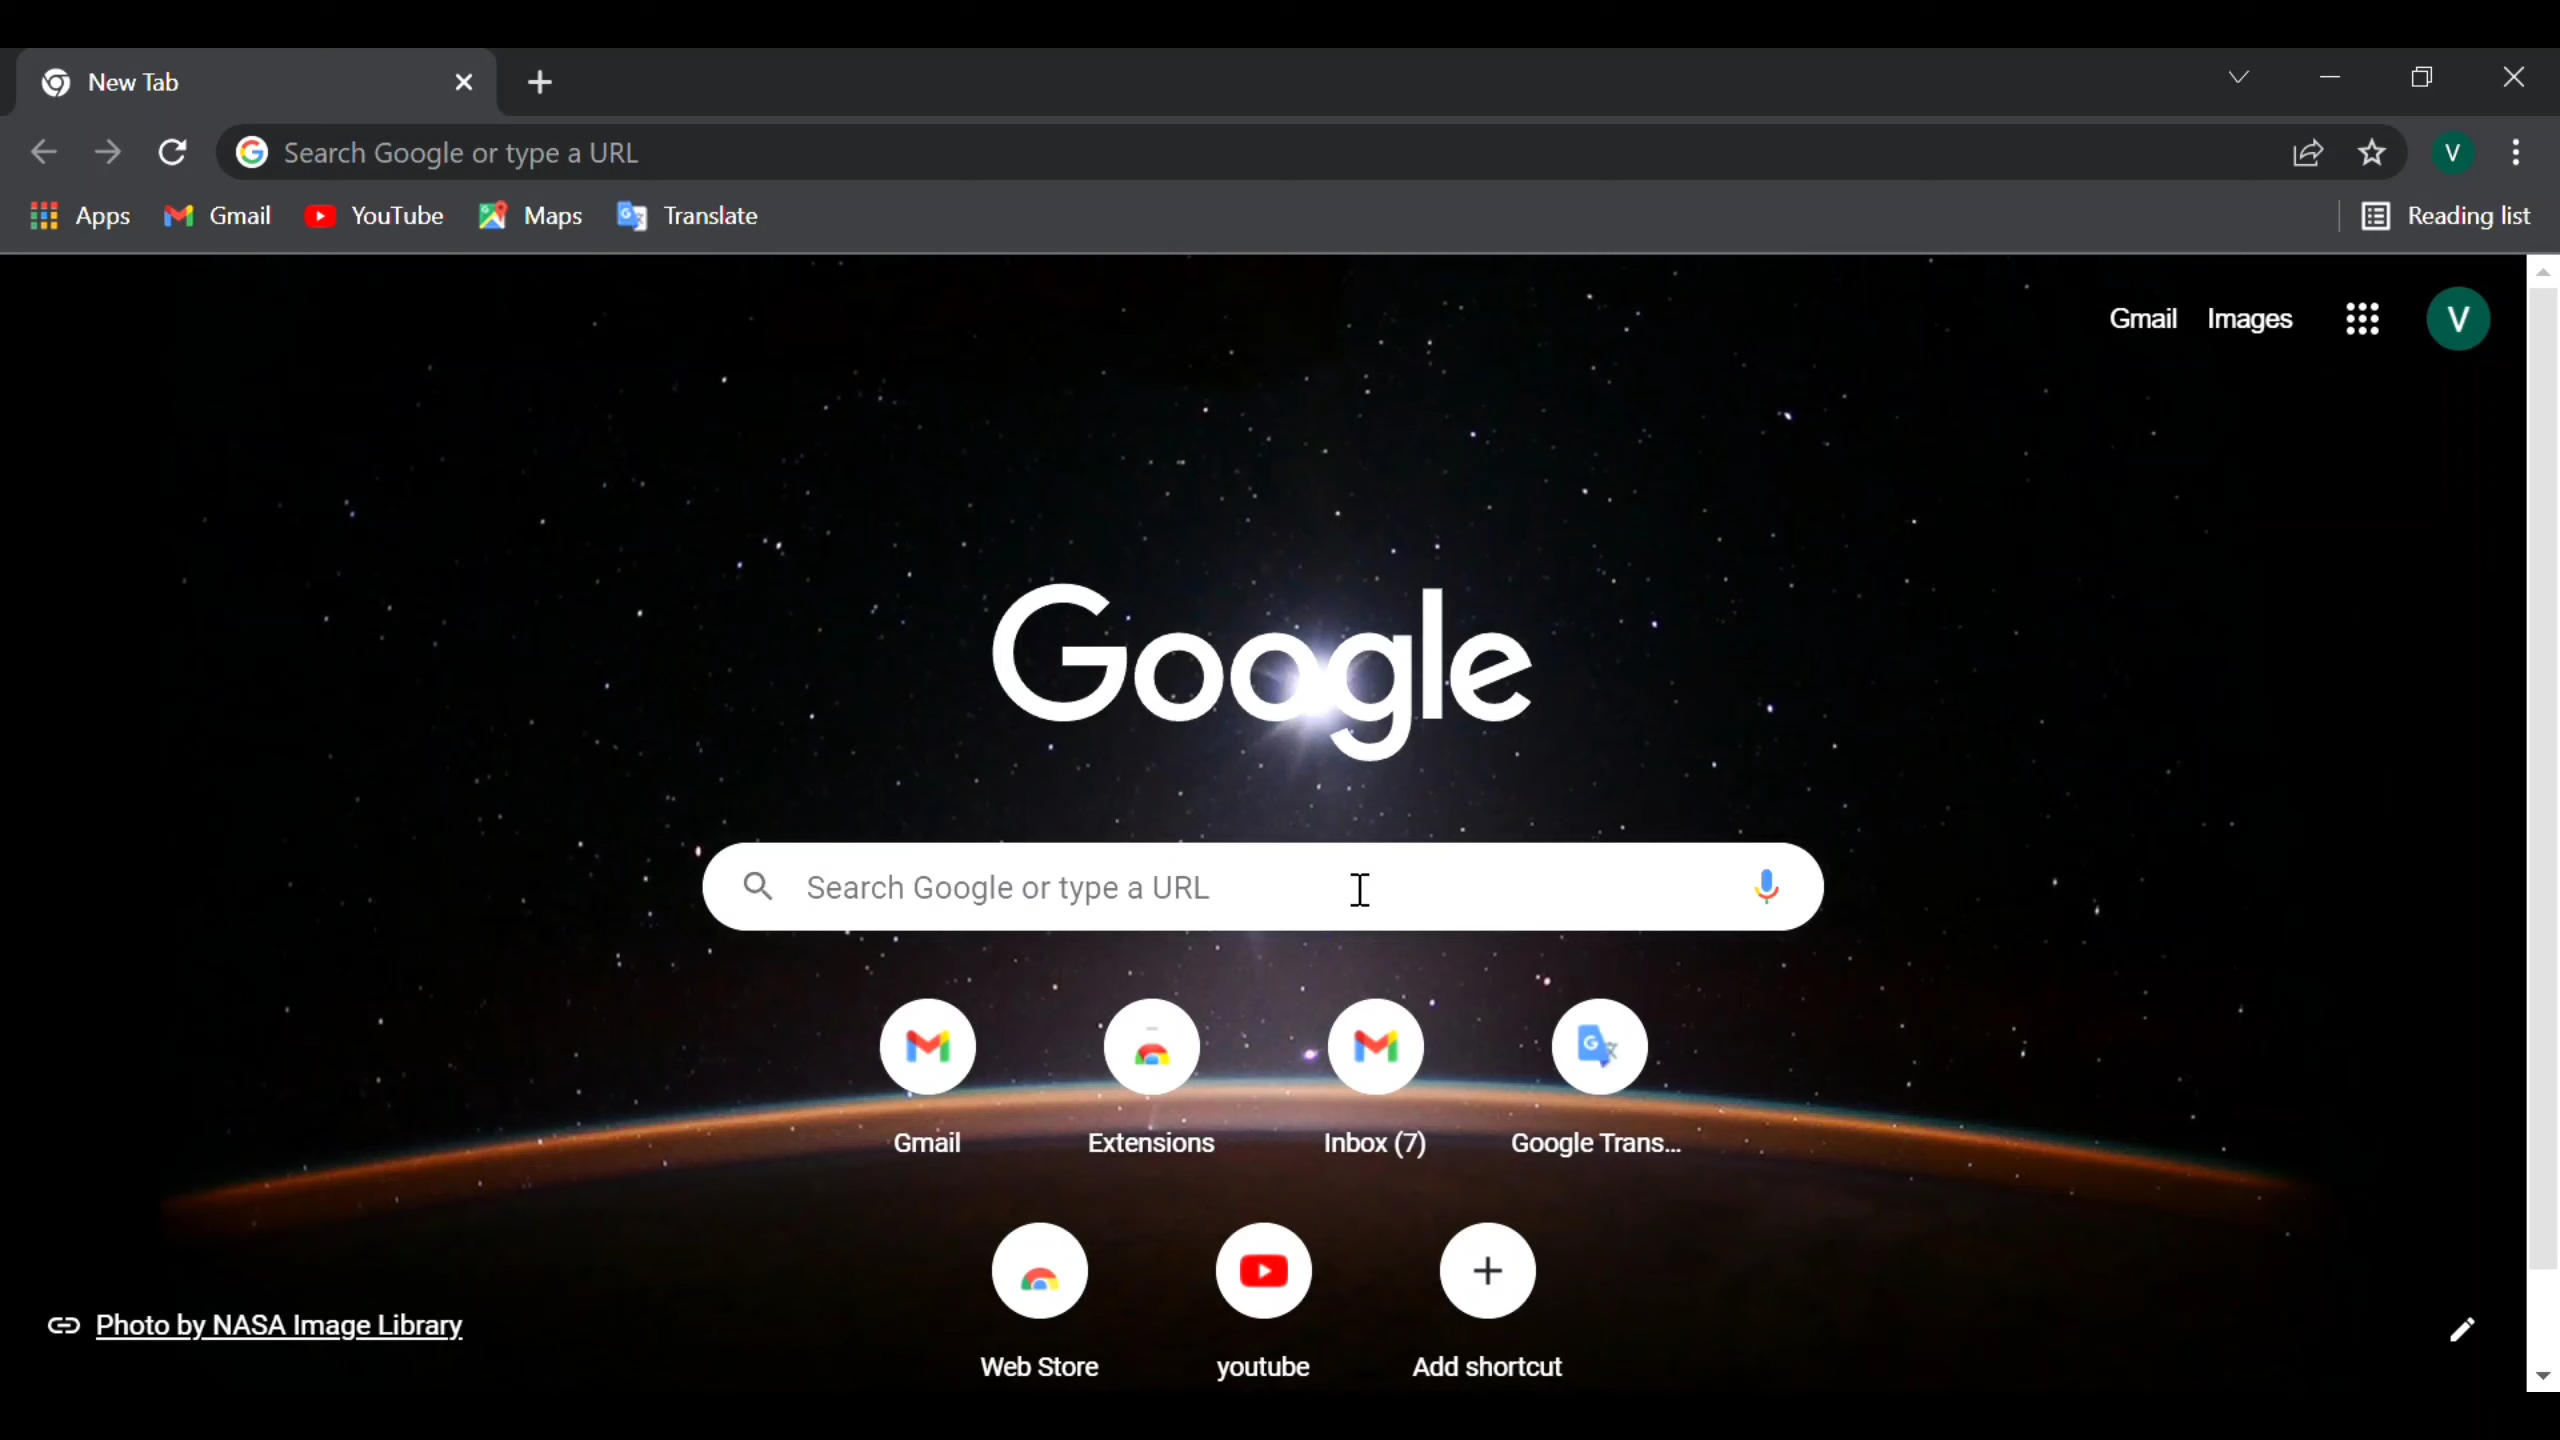 New Tab
Search Google or type a URL
V
Apps
Gmail
YouTube
Maps
Translate
Reading list
Gmail
Images
V
Google
Search Google or type a URL
Gmail
Extensions
Inbox (7)
Google Trans...
Web Store
youtube
Add shortcut
Photo by NASA Image Library